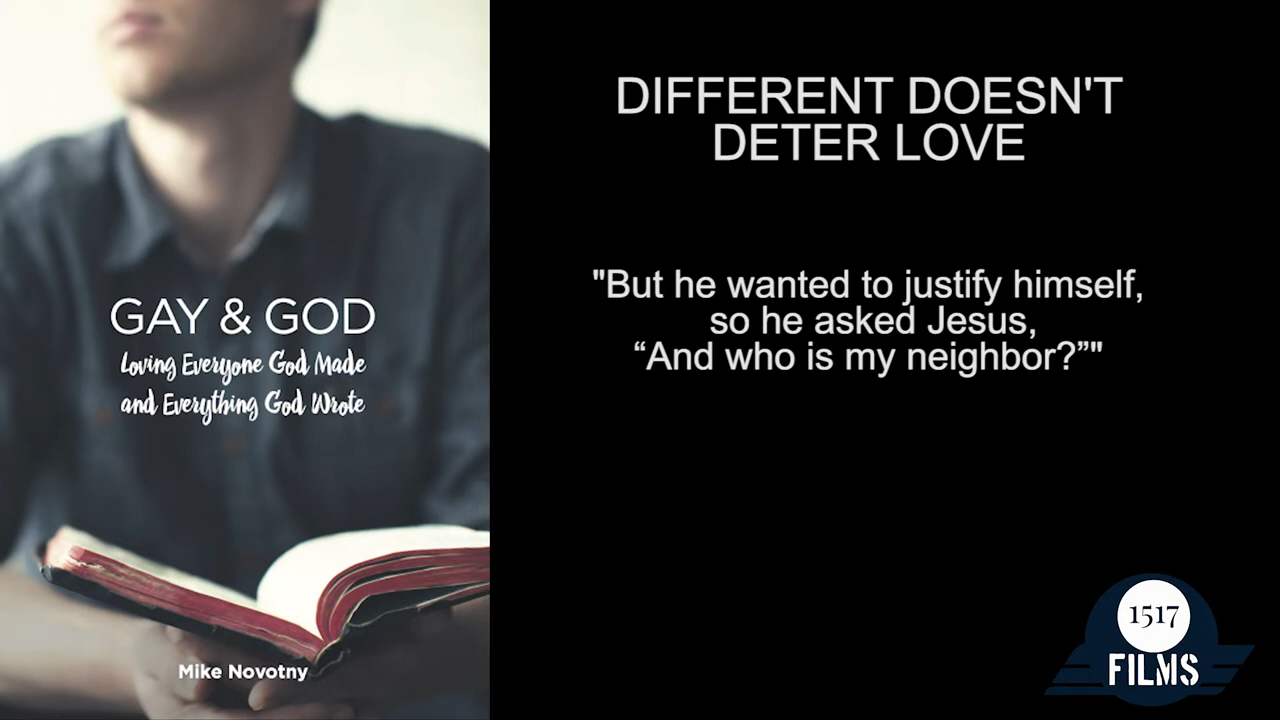 GAY & GOD
Loving Everyone God Made
and Everything God Wrote
Mike Novotny
DIFFERENT DOESN'T
DETER LOVE
"But he wanted to justify himself,
so he asked Jesus,
“And who is my neighbor?”"
1517
FILMS